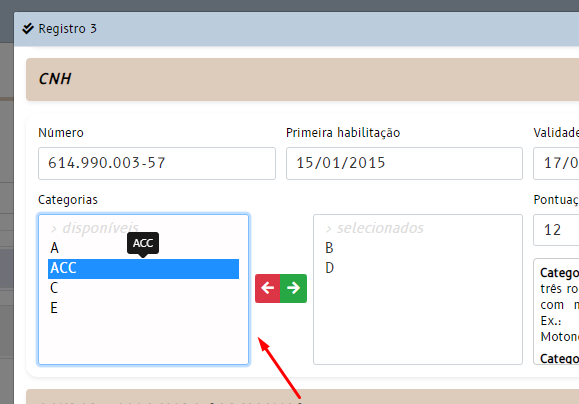 Registro 3
CNH
Número
Primeira habilitação
Validade
614.990.003-57
15/01/2015
17/0
Categorias
Pontuaç
› disponíveis
› selecionados
12
A
ACC
B
ACC
D
C
E
Catego
três ro
com m
Ex.:
Moton
Catego